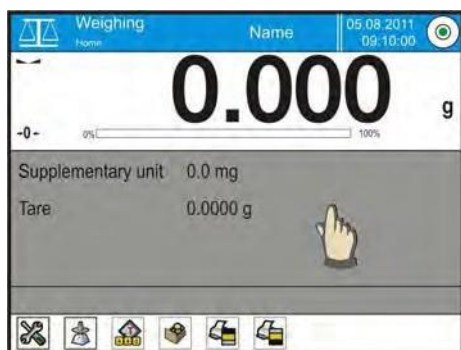 Weighing
Home
Name
05.08.2011
09:10:00
0.000 g
-0-
0%
100%
Supplementary unit 0.0 mg
Tare 0.0000 g